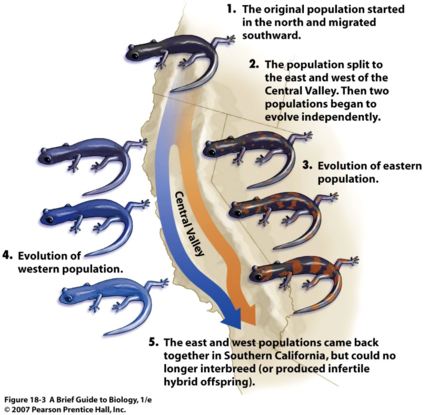 1. The original population started
in the north and migrated
southward.
2. The population split to
the east and west of the
Central Valley. Then two
populations began to
evolve independently.
3. Evolution of eastern
population.
Central Valley
4. Evolution of
western population.
5. The east and west populations came back
together in Southern California, but could no
longer interbreed (or produced infertile
hybrid offspring).
Figure 18-3 A Brief Guide to Biology, 1/e
© 2007 Pearson Prentice Hall, Inc.